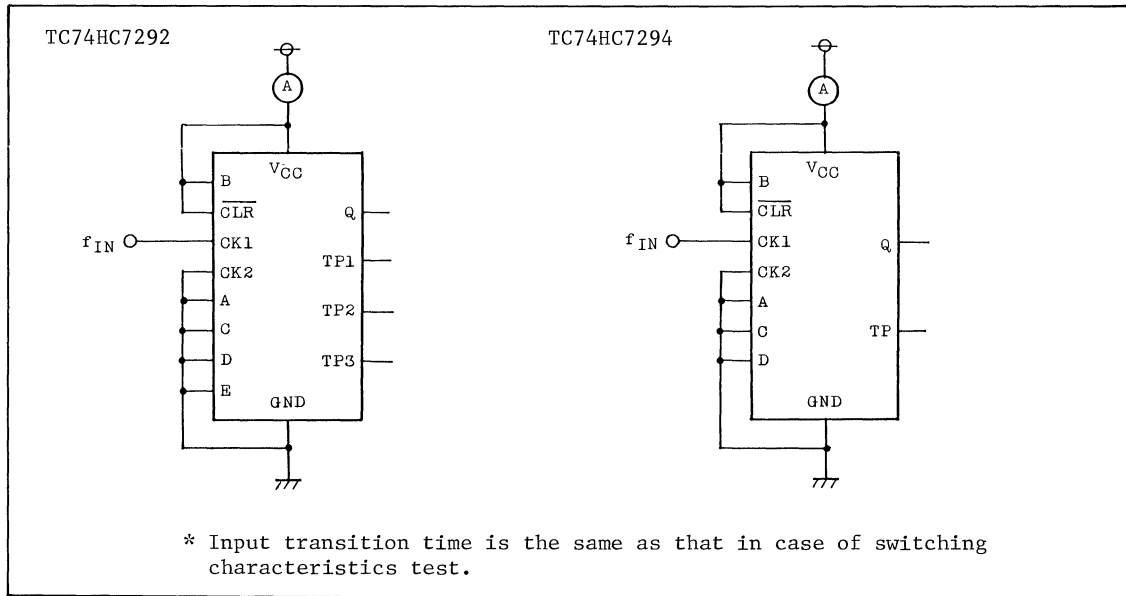 TC74HC7292
A
VCC
B
CLR
Q
fIN
CK1
TP1
CK2
A
TP2
C
D
TP3
E
GND
TC74HC7294
A
VCC
B
CLR
fIN
CK1
Q
CK2
A
C
TP
D
GND
* Input transition time is the same as that in case of switching
characteristics test.